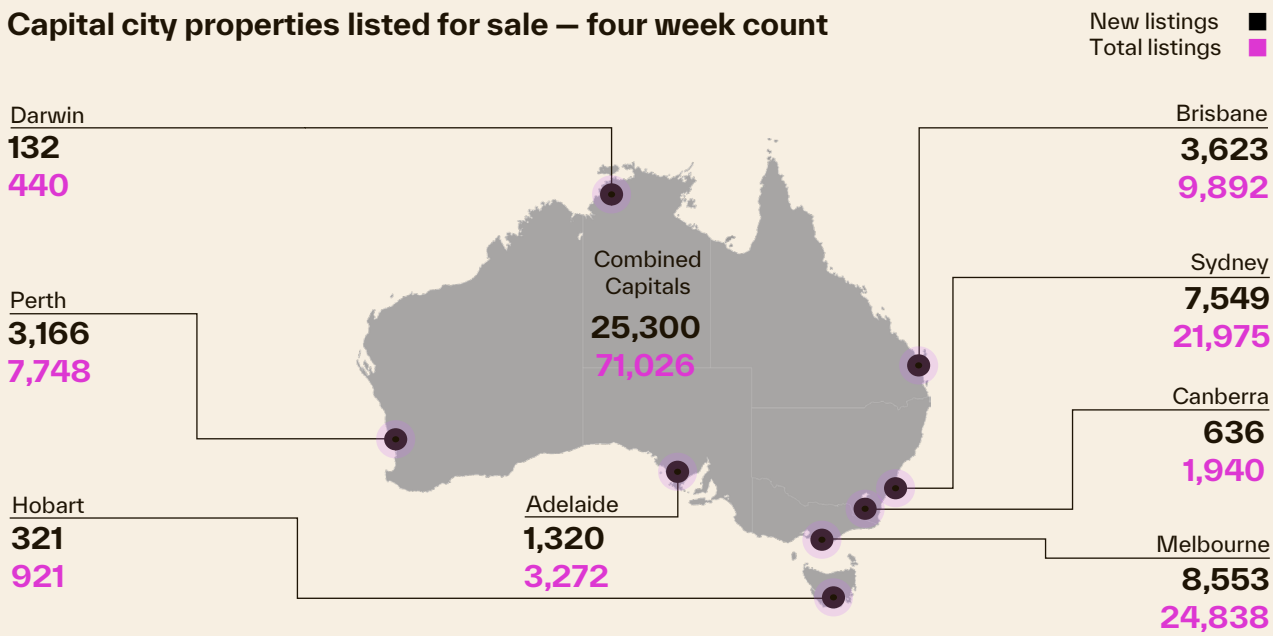 Capital city properties listed for sale — four week count
New listings
Total listings
Darwin
132
440
Brisbane
3,623
9,892
Combined
Capitals
25,300
71,026
Sydney
7,549
21,975
Perth
3,166
7,748
Canberra
636
1,940
Hobart
321
921
Adelaide
1,320
3,272
Melbourne
8,553
24,838